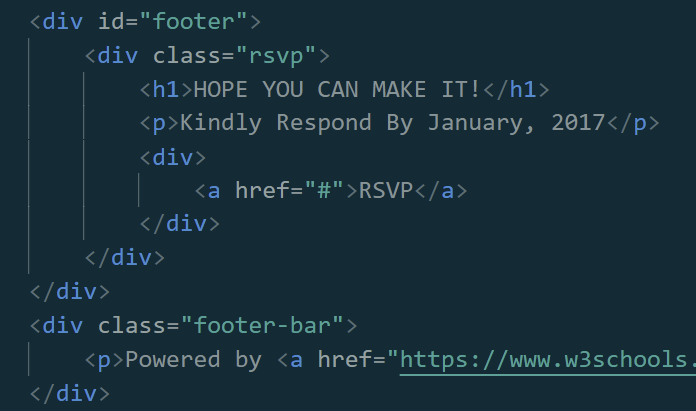 <div id="footer">
<div class="rsvp">
<h1>HOPE YOU CAN MAKE IT!</h1>
<p>Kindly Respond By January, 2017</p>
<div>
<a href="#">RSVP</a>
</div>
</div>
</div>
<div class="footer-bar">
<p>Powered by <a href="https://www.w3schools.
</div>